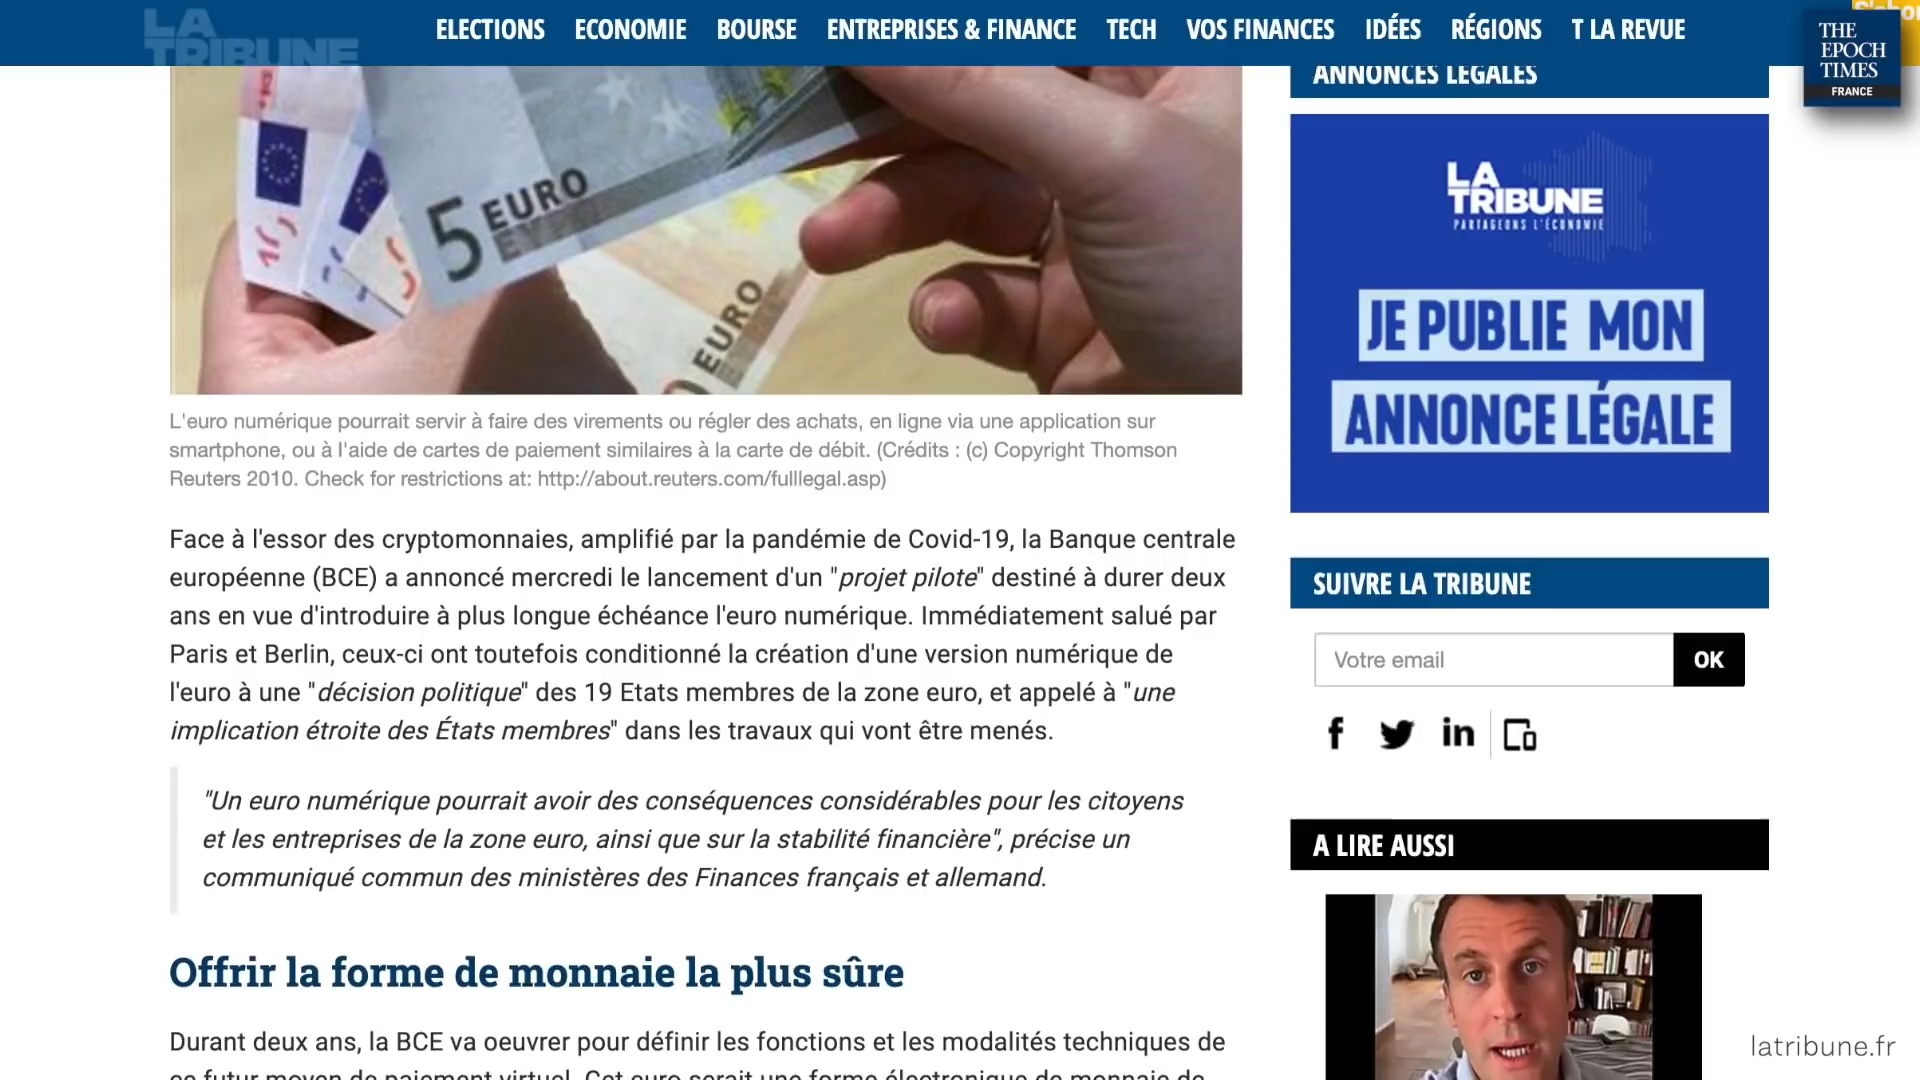 LA
TRIBUNE
ELECTIONS ECONOMIE BOURSE ENTREPRISES & FINANCE TECH VOS FINANCES IDÉES RÉGIONS T LA REVUE
THE
EPOCH
TIMES
FRANCE
5 EURO
EURO
L'euro numérique pourrait servir à faire des virements ou régler des achats, en ligne via une application sur
smartphone, ou à l'aide de cartes de paiement similaires à la carte de débit. (Crédits : (c) Copyright Thomson
Reuters 2010. Check for restrictions at: http://about.reuters.com/fulllegal.asp)
Face à l'essor des cryptomonnaies, amplifié par la pandémie de Covid-19, la Banque centrale
européenne (BCE) a annoncé mercredi le lancement d'un "projet pilote" destiné à durer deux
ans en vue d'introduire à plus longue échéance l'euro numérique. Immédiatement salué par
Paris et Berlin, ceux-ci ont toutefois conditionné la création d'une version numérique de
l'euro à une "décision politique" des 19 Etats membres de la zone euro, et appelé à "une
implication étroite des États membres" dans les travaux qui vont être menés.
"Un euro numérique pourrait avoir des conséquences considérables pour les citoyens
et les entreprises de la zone euro, ainsi que sur la stabilité financière", précise un
communiqué commun des ministères des Finances français et allemand.
Offrir la forme de monnaie la plus sûre
Durant deux ans, la BCE va oeuvrer pour définir les fonctions et les modalités techniques de
ce futur moyen de paiement virtuel. Cet euro serait une forme électronique de monnaie de
ANNONCES LÉGALES
LA
TRIBUNE
PARTAGEONS L'ÉCONOMIE
JE PUBLIE MON
ANNONCE LÉGALE
SUIVRE LA TRIBUNE
Votre email OK
A LIRE AUSSI
latribune.fr